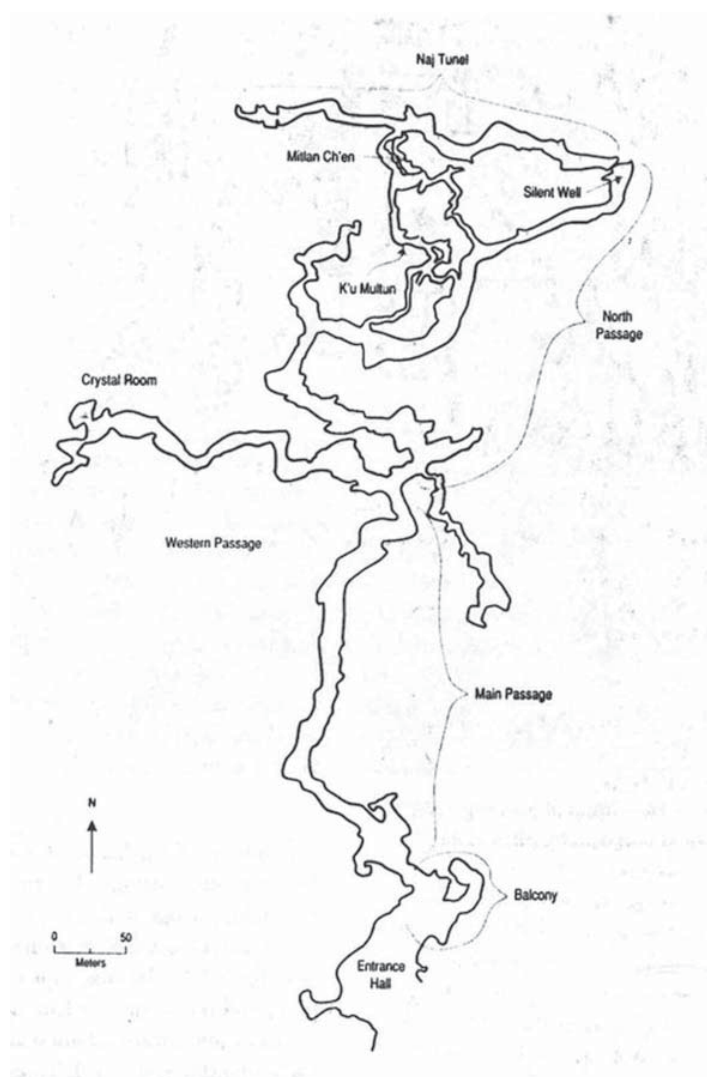 Naj Tunel
Mitlan Ch'en
Silent Well
K'u Multun
North
Passage
Crystal Room
Western Passage
Main Passage
N
Balcony
0 50
Meters
Entrance
Hall